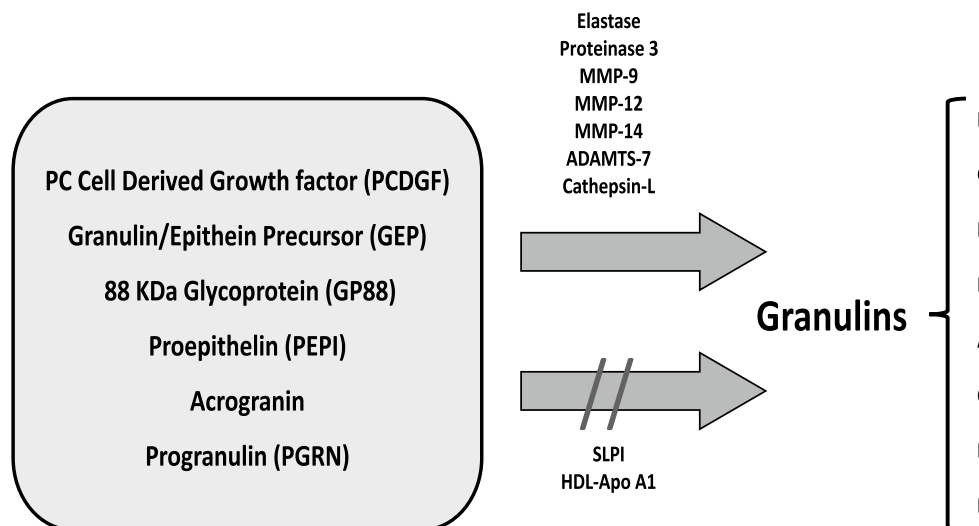 Elastase
Proteinase 3
MMP-9
MMP-12
MMP-14
ADAMTS-7
Cathepsin-L
PC Cell Derived Growth factor (PCDGF)
Granulin/Epithein Precursor (GEP)
88 KDa Glycoprotein (GP88)
Proepithelin (PEPI)
Acrogranin
Progranulin (PGRN)
Granulins
SLPI
HDL-Apo A1